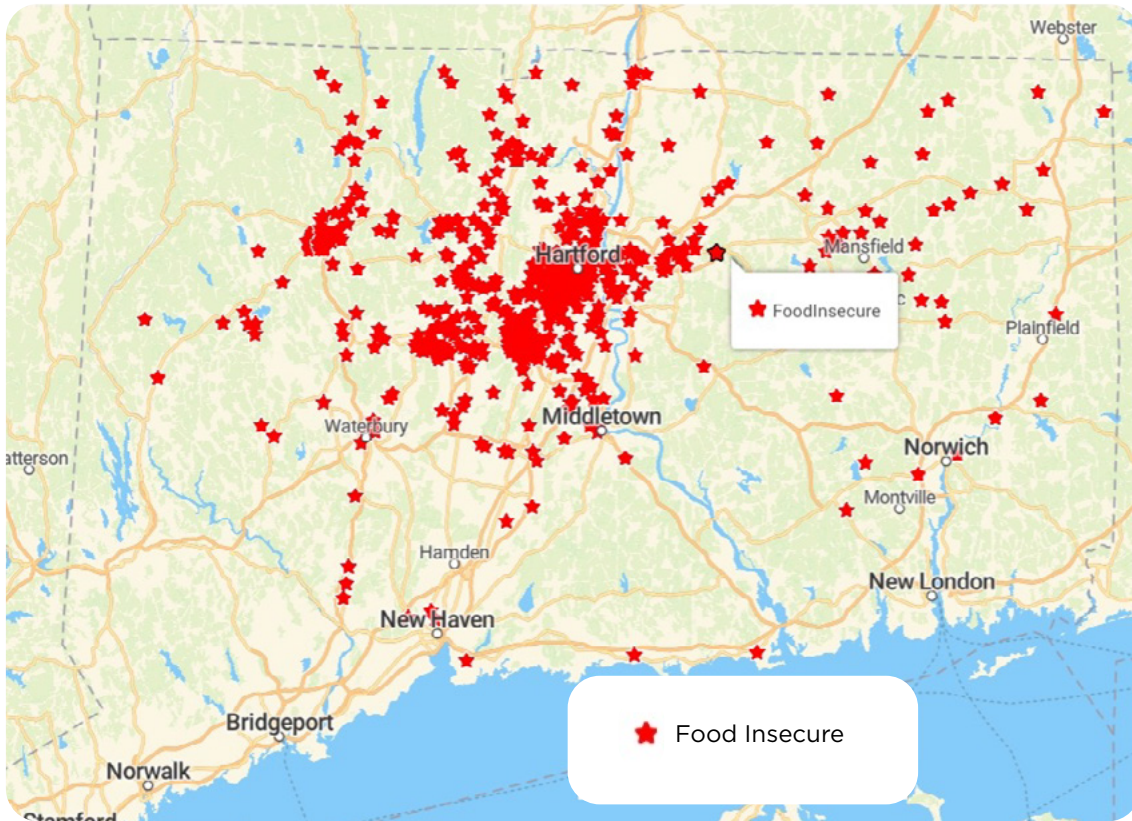 Webster
Hartford
Mansfield
FoodInsecure
c
Plainfield
Middletown
Waterbury
Norwich
atterson
Montville
Hamden
New London
New Haven
Food Insecure
Bridgeport
Norwalk
Stamford